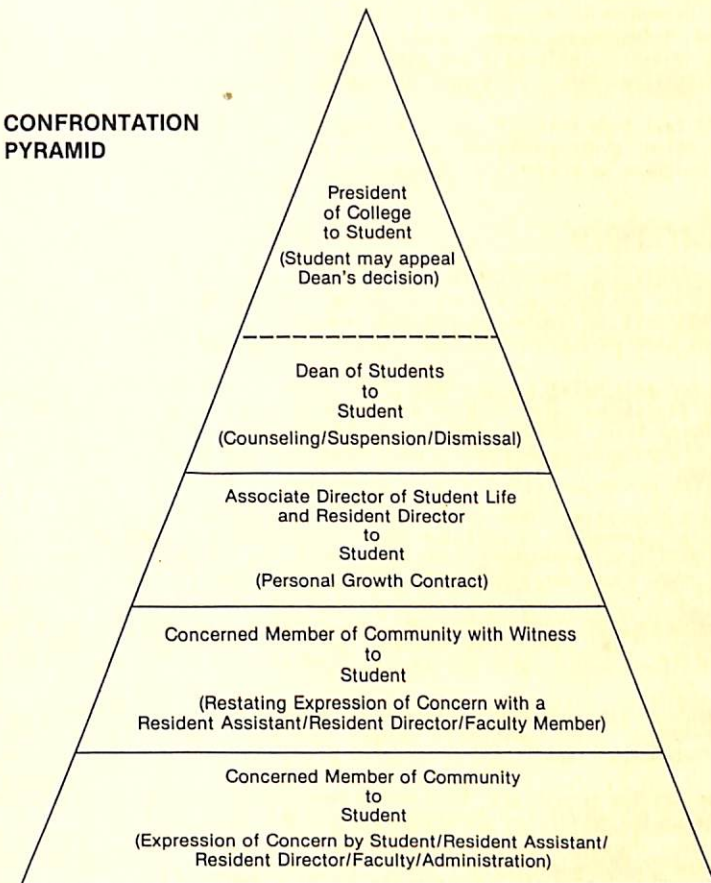 CONFRONTATION
PYRAMID
President
of College
to Student
(Student may appeal
Dean's decision)
Dean of Students
to
Student
(Counseling/Suspension/Dismissal)
Associate Director of Student Life
and Resident Director
to
Student
(Personal Growth Contract)
Concerned Member of Community with Witness
to
Student
(Restating Expression of Concern with a
Resident Assistant/Resident Director/Faculty Member)
Concerned Member of Community
to
Student
(Expression of Concern by Student/Resident Assistant/
Resident Director/Faculty/Administration)